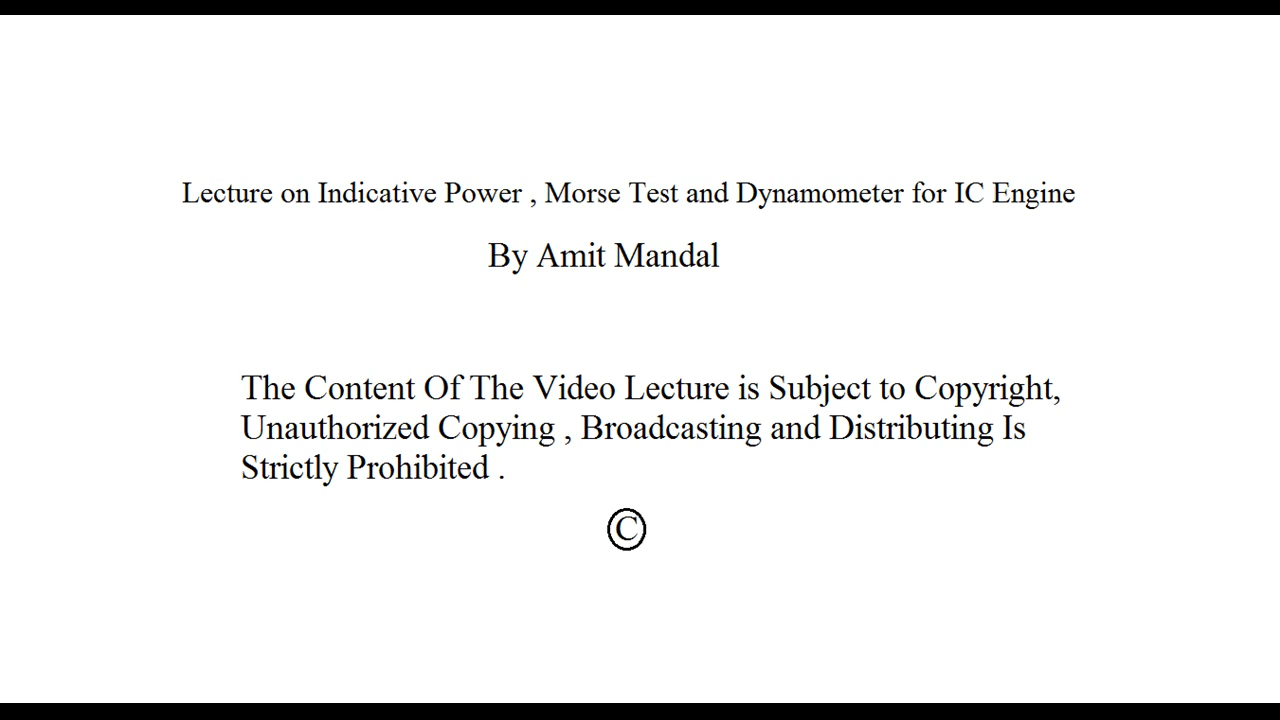 Lecture on Indicative Power , Morse Test and Dynamometer for IC Engine
By Amit Mandal
The Content Of The Video Lecture is Subject to Copyright,
Unauthorized Copying , Broadcasting and Distributing Is
Strictly Prohibited .
©